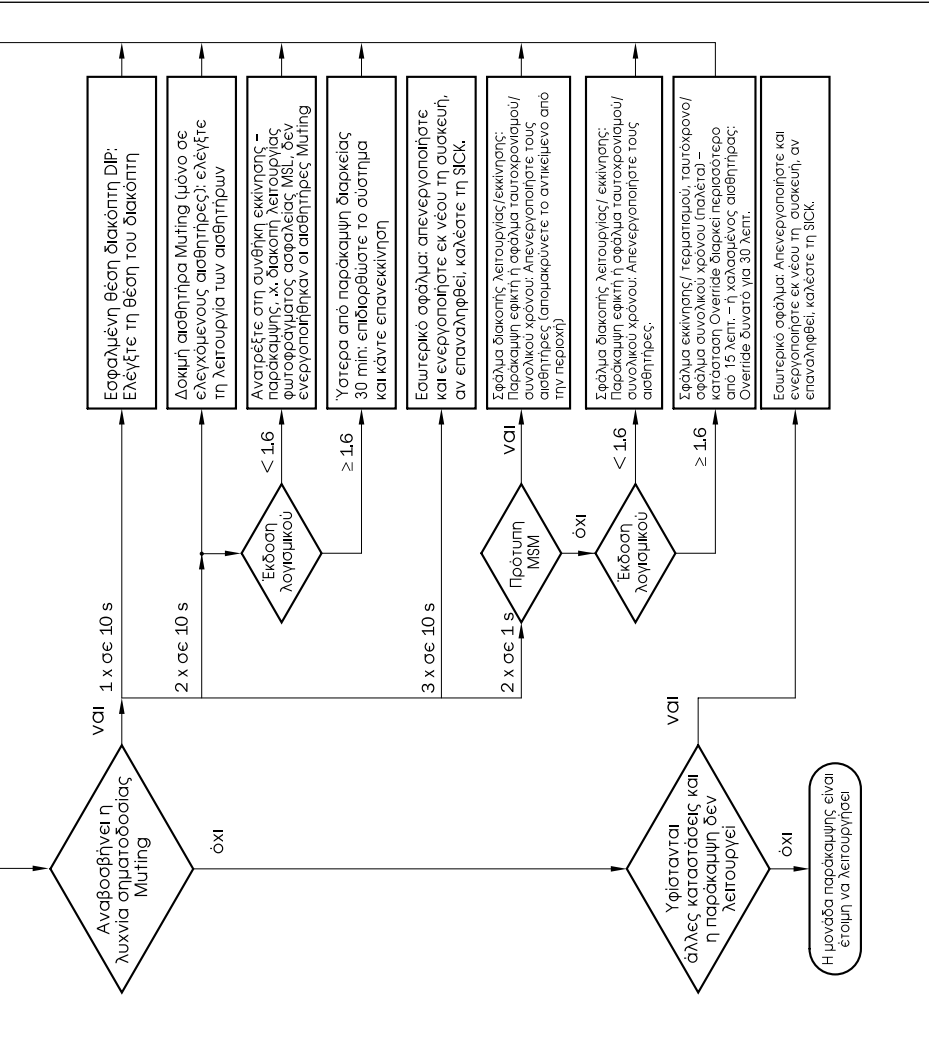 Αναβοσβήνει η
λυχνία σηματοδοσίας
Muting
ναι
όχι
1 x σε 10 s
Εσφαλμένη θέση διακόπτη DIP:
Ελέγξτε τη θέση του διακόπτη
2 x σε 10 s
Δοκιμή αισθητήρα Muting (μόνο σε
ελεγχόμενους αισθητήρες): ελέγξτε
τη λειτουργία των αισθητήρων
Έκδοση
λογισμικού
< 1.6
Ανατρέξτε στη συνθήκη εκκίνησης –
παράκαμψης, χ. διακοπή λειτουργίας
φωτοφράγματος ασφαλείας MSL, δεν
ενεργοποιήθηκαν οι αισθητήρες Muting
≥ 1.6
Ύστερα από παράκαμψη διαρκείας
30 min: επιδιορθώστε το σύστημα
και κάντε επανεκκίνηση
3 x σε 10 s
Εσωτερικό σφάλμα: απενεργοποιήστε
και ενεργοποιήστε εκ νέου τη συσκευή,
αν επαναληφθεί, καλέστε τη SICK.
2 x σε 1 s
Πρότυπη
MSM
ναι
Σφάλμα διακοπής λειτουργίας/εκκίνησης:
Παράκαμψη εφικτή ή σφάλμα ταυτοχρονισμού/
συνολικού χρόνου: Απενεργοποιήστε τους
αισθητήρες (απομακρύνετε το αντικείμενο από
την περιοχή)
όχι
Έκδοση
λογισμικού
< 1.6
Σφάλμα διακοπής λειτουργίας/ εκκίνησης:
Παράκαμψη εφικτή ή σφάλμα ταυτοχρονισμού/
συνολικού χρόνου: Απενεργοποιήστε τους
αισθητήρες.
≥ 1.6
Σφάλμα εκκίνησης/ τερματισμού, ταυτόχρονο/
σφάλμα συνολικού χρόνου (παλέτα) –
κατάσταση Override διαρκεί περισσότερο
από 15 λεπτ. – ή χαλασμένος αισθητήρας:
Override δυνατό για 30 λεπτ.
Υφίστανται
άλλες καταστάσεις και
η παράκαμψη δεν
λειτουργεί
ναι
Εσωτερικό σφάλμα: Απενεργοποιήστε και
ενεργοποιήστε εκ νέου τη συσκευή, αν
επαναληφθεί, καλέστε τη SICK.
όχι
Η μονάδα παράκαμψης είναι
έτοιμη να λειτουργήσει